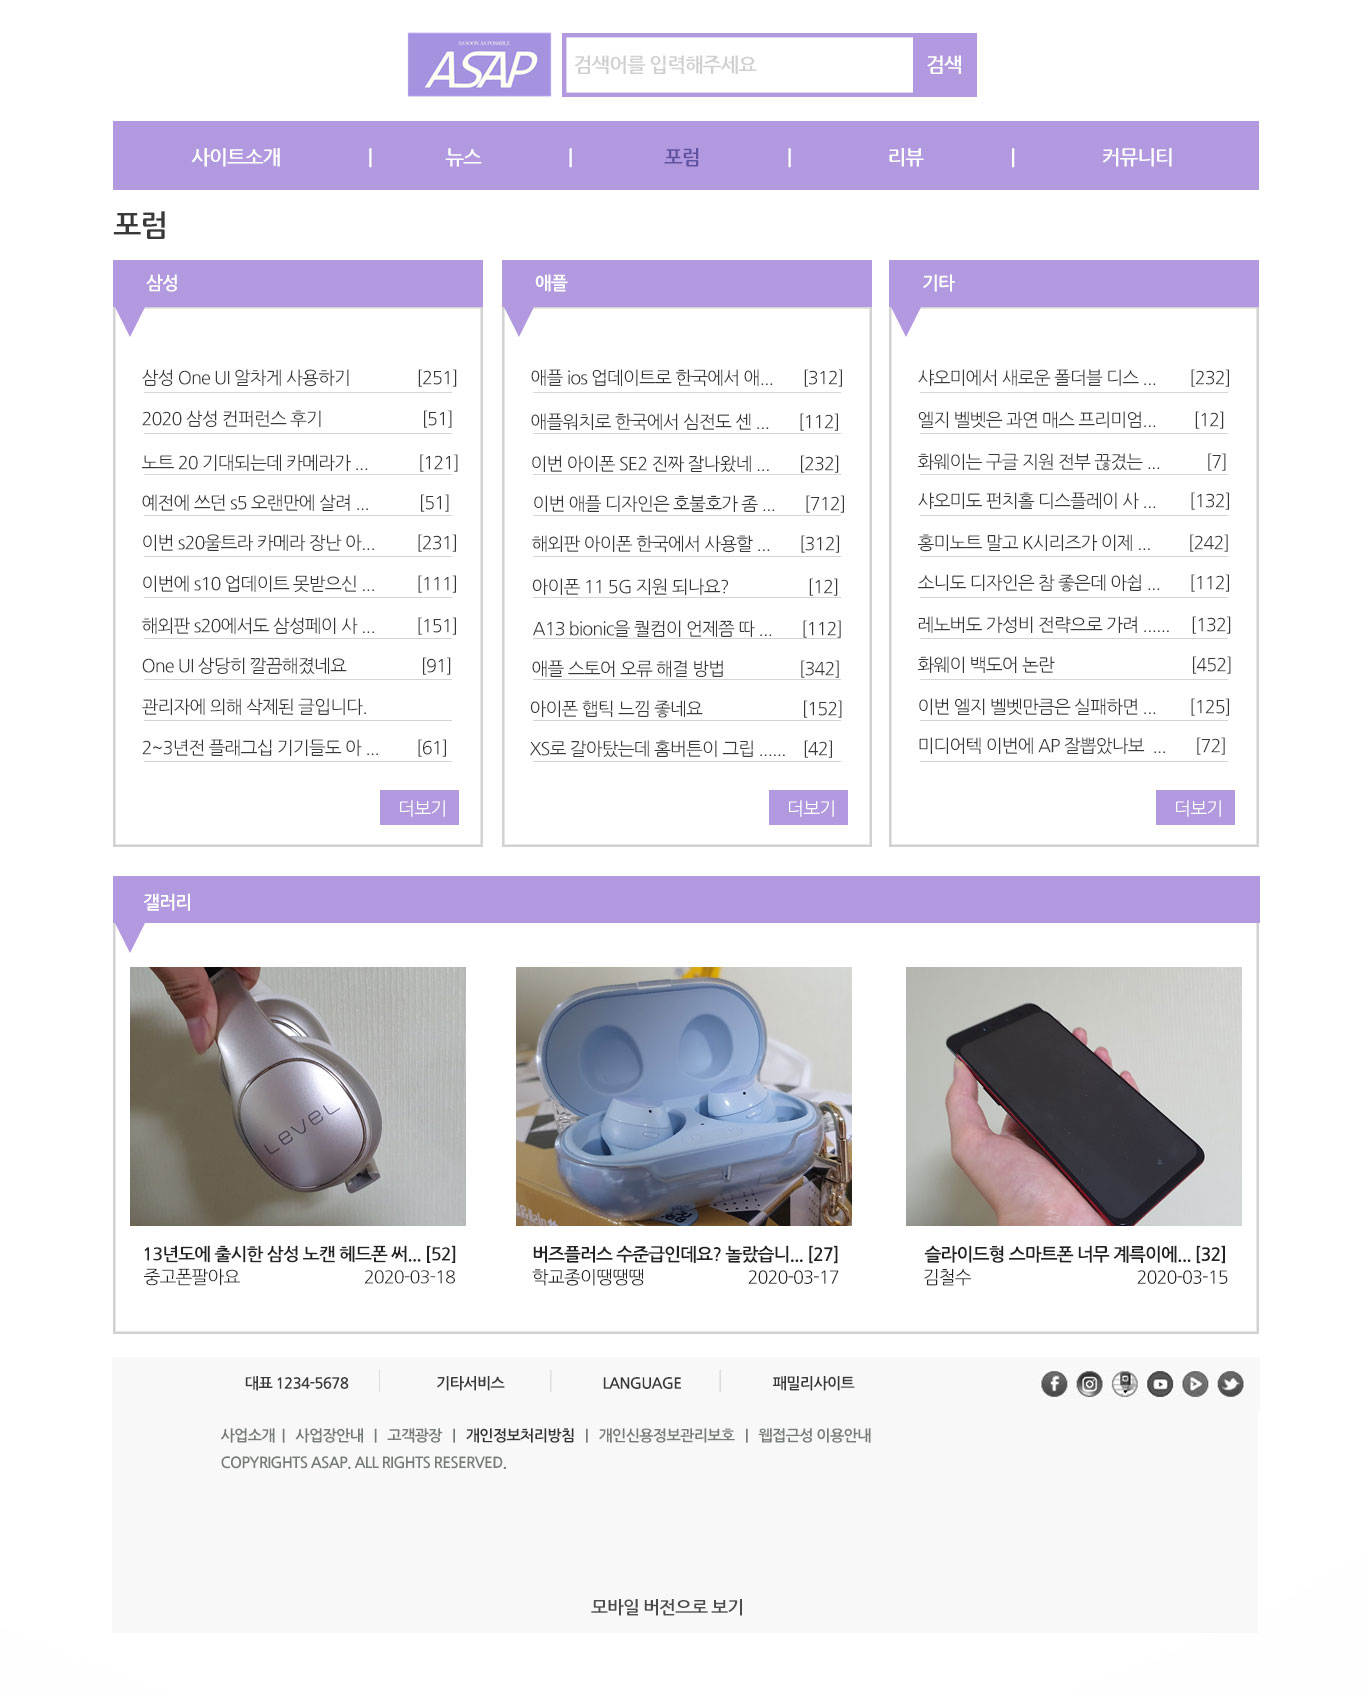 AS SOON AS POSSIBLE
ASAP
검색어를 입력해주세요
검색
사이트소개 | 뉴스 | 포럼 | 리뷰 | 커뮤니티
포럼
삼성
삼성 One UI 알차게 사용하기 [251]
2020 삼성 컨퍼런스 후기 [51]
노트 20 기대되는데 카메라가 ... [121]
예전에 쓰던 s5 오랜만에 살려 ... [51]
이번 s20울트라 카메라 장난 아... [231]
이번에 s10 업데이트 못받으신 ... [111]
해외판 s20에서도 삼성페이 사 ... [151]
One UI 상당히 깔끔해졌네요 [91]
관리자에 의해 삭제된 글입니다.
2~3년전 플래그십 기기들도 아 ... [61]
더보기
애플
애플 ios 업데이트로 한국에서 애... [312]
애플워치로 한국에서 심전도 센 ... [112]
이번 아이폰 SE2 진짜 잘나왔네 ... [232]
이번 애플 디자인은 호불호가 좀 ... [712]
해외판 아이폰 한국에서 사용할 ... [312]
아이폰 11 5G 지원 되나요? [12]
A13 bionic을 퀄컴이 언제쯤 따 ... [112]
애플 스토어 오류 해결 방법 [342]
아이폰 햅틱 느낌 좋네요 [152]
XS로 갈아탔는데 홈버튼이 그립 ...... [42]
더보기
기타
샤오미에서 새로운 폴더블 디스 ... [232]
엘지 벨벳은 과연 매스 프리미엄... [12]
화웨이는 구글 지원 전부 끊겼는 ... [7]
샤오미도 펀치홀 디스플레이 사 ... [132]
홍미노트 말고 K시리즈가 이제 ... [242]
소니도 디자인은 참 좋은데 아쉽 ... [112]
레노버도 가성비 전략으로 가려 ...... [132]
화웨이 백도어 논란 [452]
이번 엘지 벨벳만큼은 실패하면 ... [125]
미디어텍 이번에 AP 잘뽑았나보 ... [72]
더보기
갤러리
LEVEL
13년도에 출시한 삼성 노캔 헤드폰 써... [52]
중고폰팔아요 2020-03-18
버즈플러스 수준급인데요? 놀랐습니... [27]
학교종이땡땡땡 2020-03-17
슬라이드형 스마트폰 너무 계륵이에... [32]
김철수 2020-03-15
대표 1234-5678
기타서비스
LANGUAGE
패밀리사이트
사업소개 | 사업장안내 | 고객광장 | 개인정보처리방침 | 개인신용정보관리보호 | 웹접근성 이용안내
COPYRIGHTS ASAP. ALL RIGHTS RESERVED.
모바일 버전으로 보기